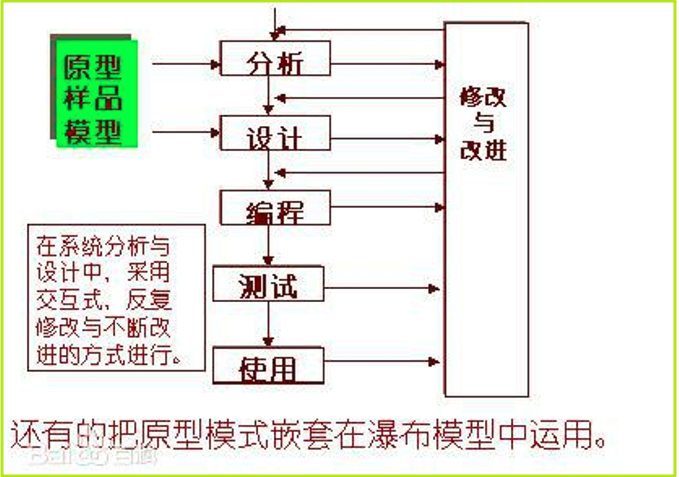 原型
样品
模型
分析
设计
编程
测试
使用
修改
与
改进
在系统分析与
设计中，采用
交互式，反复
修改与不断改
进的方式进行。
还有的把原型模式嵌套在瀑布模型中运用。
Bai百科